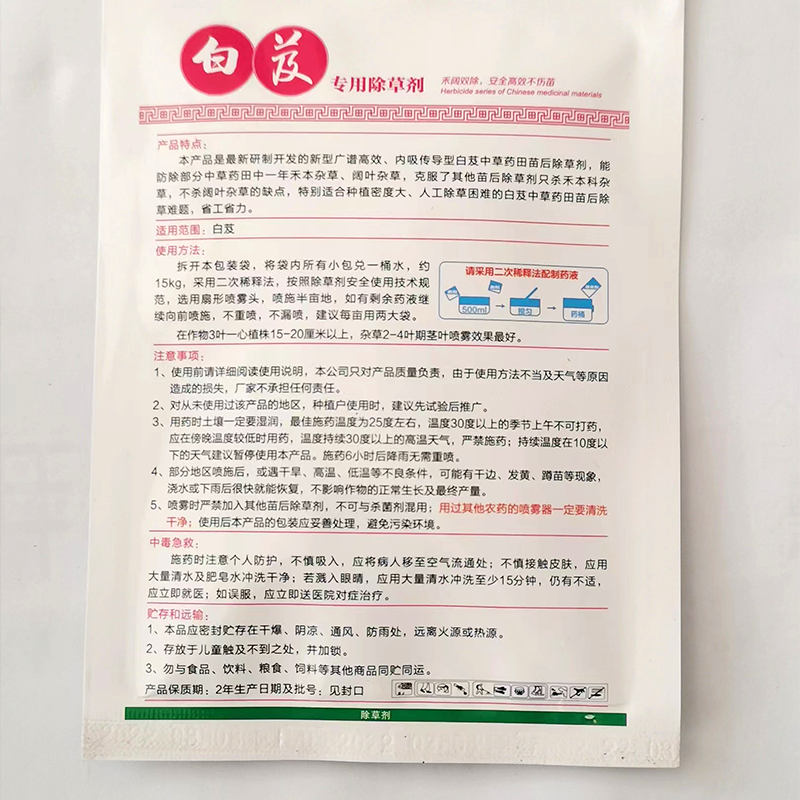 白芨
专用除草剂
禾阔双除，安全高效不伤苗
Herbicide series of Chinese medicinal materials
产品特点：
本产品是最新研制开发的新型广谱高效、内吸传导型白芨中草药田苗后除草剂，能
防除部分中草药田中一年禾本杂草、阔叶杂草，克服了其他苗后除草剂只杀禾本科杂
草，不杀阔叶杂草的缺点，特别适合种植密度大、人工除草困难的白芨中草药田苗后除
草难题，省工省力。
适用范围：白芨
使用方法：
拆开本包装袋，将袋内所有小包兑一桶水，约
15kg，采用二次稀释法，按照除草剂安全使用技术规
范，选用扇形喷雾头，喷施半亩地，如有剩余药液继
续向前喷施，不重喷，不漏喷，建议每亩用两大袋。
请采用二次稀释法配制药液
500ml
搅匀
药桶
在作物3叶一心植株15-20厘米以上，杂草2-4叶期茎叶喷雾效果最好。
注意事项：
1、使用前请详细阅读使用说明，本公司只对产品质量负责，由于使用方法不当及天气等原因
造成的损失，厂家不承担任何责任。
2、对从未使用过该产品的地区，种植户使用时，建议先试验后推广。
3、用药时土壤一定要湿润，最佳施药温度为25度左右，温度30度以上的季节上午不可打药，
应在傍晚温度较低时用药，温度持续30度以上的高温天气，严禁施药；持续温度在10度以
下的天气建议暂停使用本产品。施药6小时后降雨无需重喷。
4、部分地区喷施后，或遇干旱、高温、低温等不良条件，可能有干边、发黄、蹲苗等现象，
浇水或下雨后很快就能恢复，不影响作物的正常生长及最终产量。
5、喷雾时严禁加入其他苗后除草剂，不可与杀菌剂混用；用过其他农药的喷雾器一定要清洗
干净；使用后本产品的包装应妥善处理，避免污染环境。
中毒急救：
施药时注意个人防护，不慎吸入，应将病人移至空气流通处；不慎接触皮肤，应用
大量清水及肥皂水冲洗干净；若溅入眼睛，应用大量清水冲洗至少15分钟，仍有不适，
应立即就医；如误服，应立即送医院对症治疗。
贮存和运输：
1、本品应密封贮存在干爆、阴凉、通风、防雨处，远离火源或热源。
2、存放于儿童触及不到之处，并加锁。
3、勿与食品、饮料、粮食、饲料等其他商品同贮同运。
产品保质期：2年生产日期及批号：见封口
除草剂